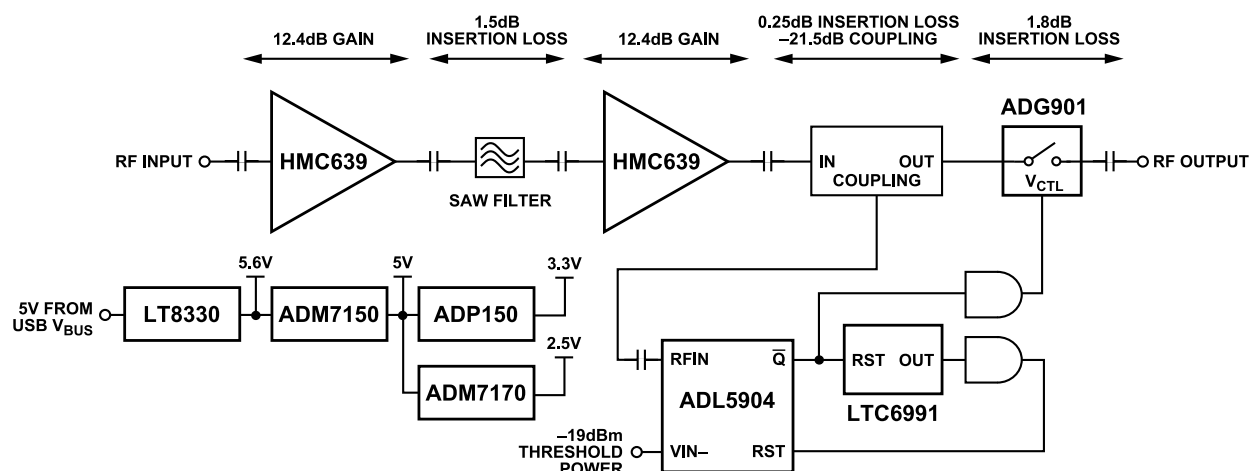 12.4dB GAIN
1.5dB
INSERTION LOSS
12.4dB GAIN
0.25dB INSERTION LOSS
–21.5dB COUPLING
1.8dB
INSERTION LOSS
ADG901
RF INPUT
HMC639
SAW FILTER
HMC639
IN OUT
COUPLING
VCTL
RF OUTPUT
5.6V
5V
3.3V
5V FROM
USB VBUS
LT8330
ADM7150
ADP150
2.5V
ADM7170
RFIN
Q̅
ADL5904
RST OUT
LTC6991
–19dBm
THRESHOLD
POWER
VIN–
RST